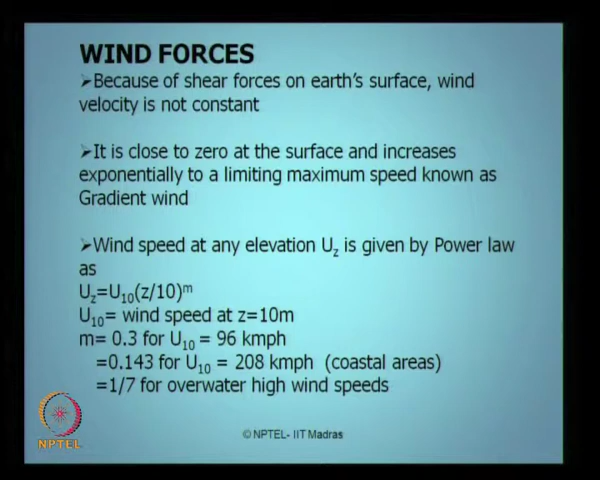 WIND FORCES
➢Because of shear forces on earth's surface, wind
velocity is not constant
➢It is close to zero at the surface and increases
exponentially to a limiting maximum speed known as
Gradient wind
➢Wind speed at any elevation Uz is given by Power law
as
Uz=U10(z/10)^m
U10= wind speed at z=10m
m= 0.3 for U10 = 96 kmph
=0.143 for U10 = 208 kmph (coastal areas)
=1/7 for overwater high wind speeds
NPTEL
© NPTEL- IIT Madras